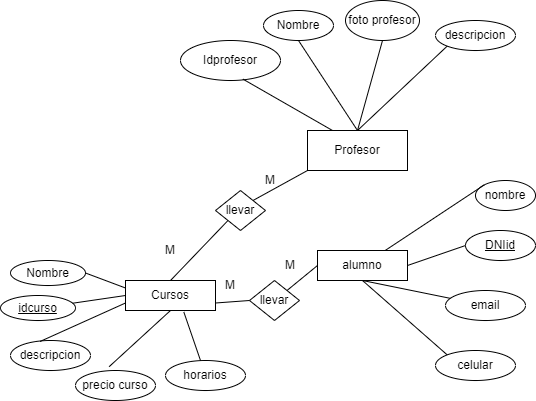 foto profesor
Nombre
descripcion
Idprofesor
Profesor
M
llevar
nombre
M
DNIid
M
alumno
Nombre
M
Cursos
llevar
idcurso
email
descripcion
celular
horarios
precio curso